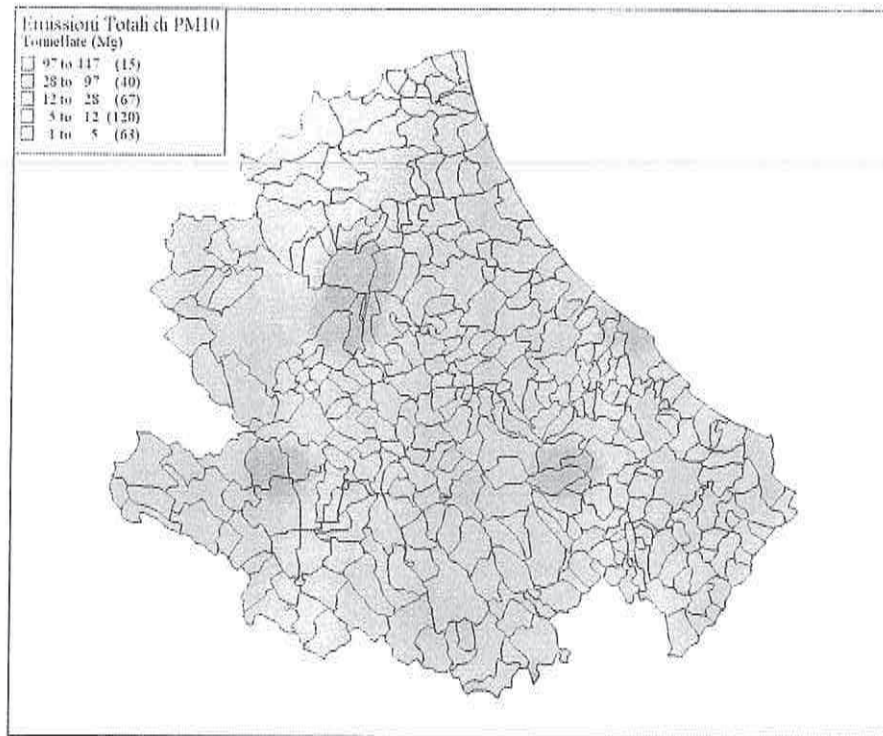 Emissioni Totali di PM10
Tonnellate (Mg)
97 to 447 (15)
28 to 97 (40)
12 to 28 (67)
5 to 12 (120)
1 to 5 (63)